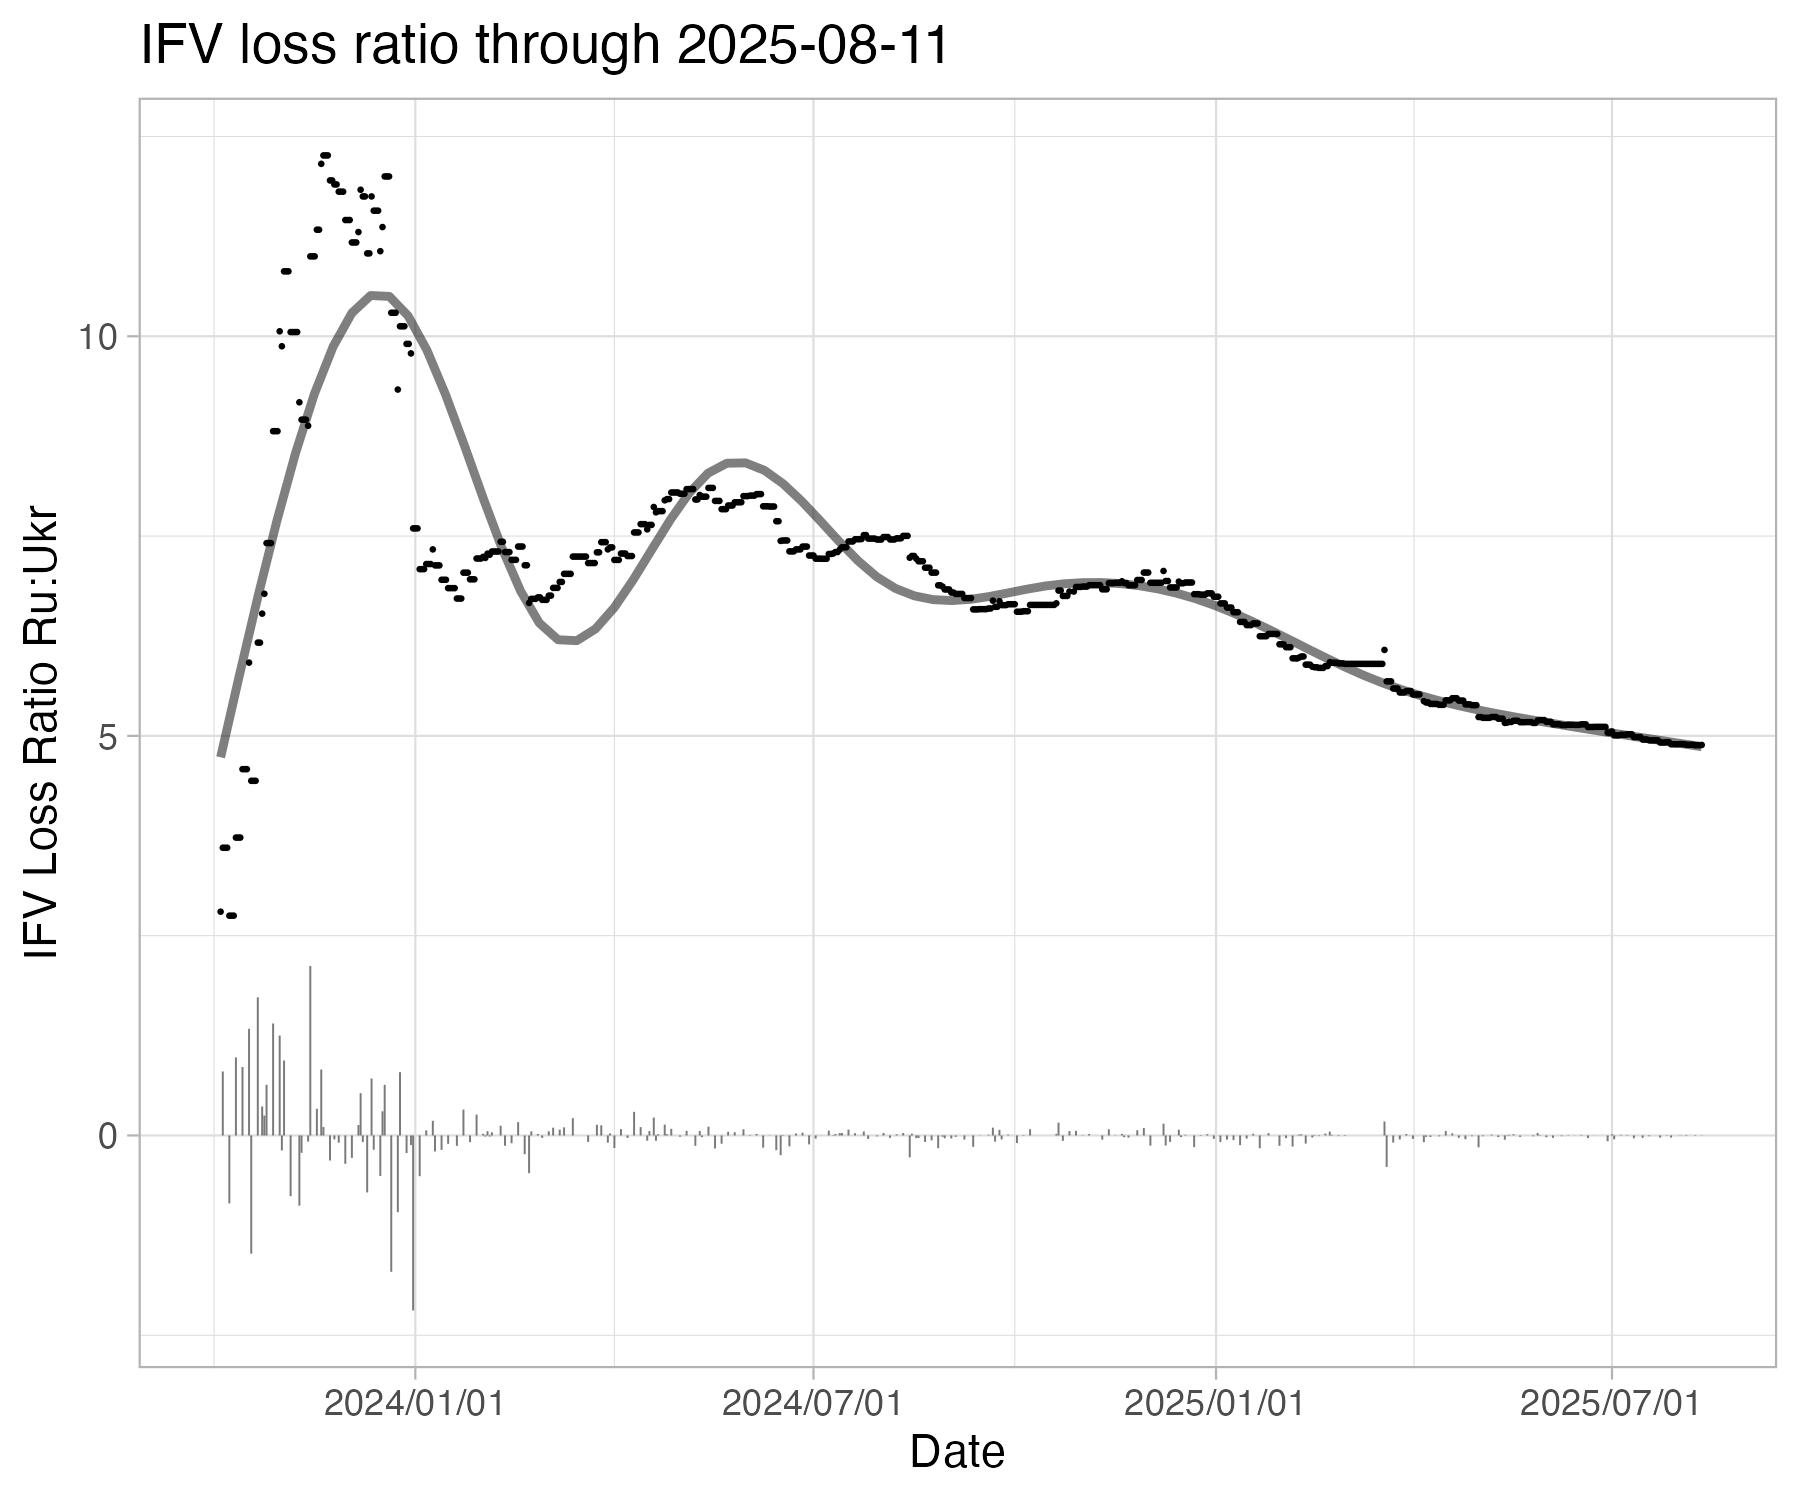 IFV loss ratio through 2025-08-11
IFV Loss Ratio Ru:Ukr
10
5
0
2024/01/01
2024/07/01
2025/01/01
2025/07/01
Date